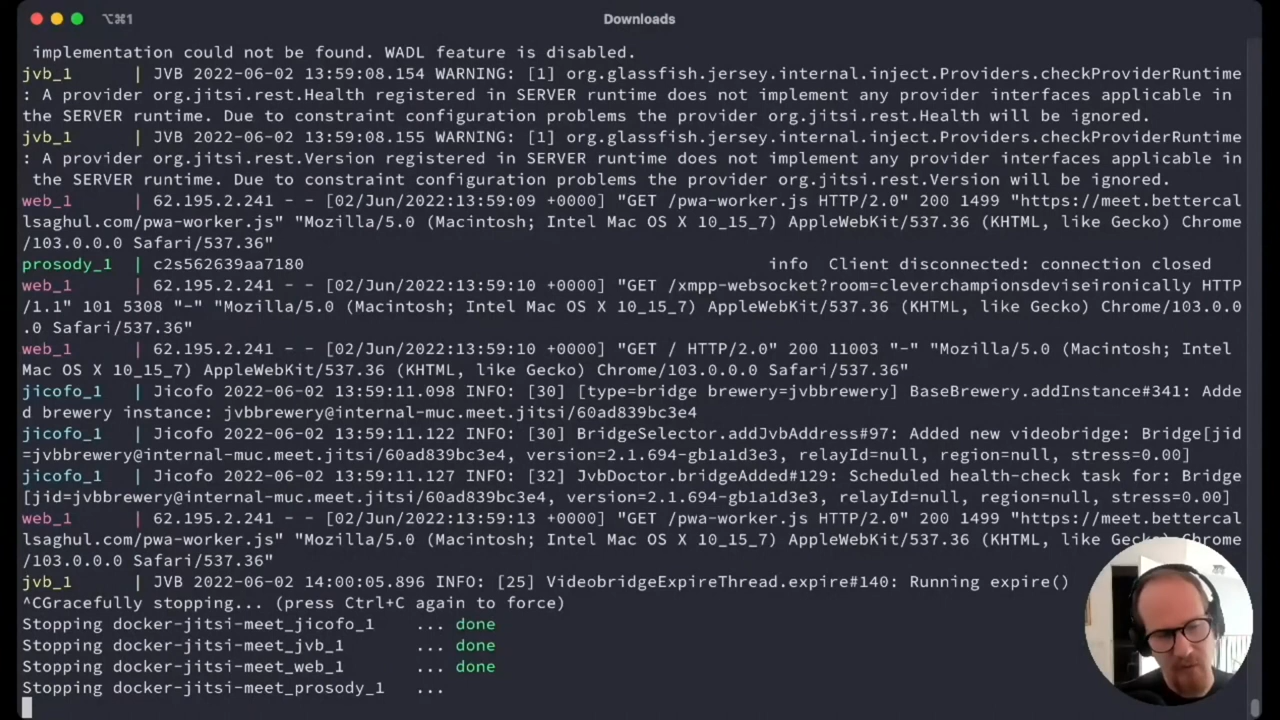 ⌥⌘1
Downloads
implementation could not be found. WADL feature is disabled.
jvb_1 | JVB 2022-06-02 13:59:08.154 WARNING: [1] org.glassfish.jersey.internal.inject.Providers.checkProviderRuntime
: A provider org.jitsi.rest.Health registered in SERVER runtime does not implement any provider interfaces applicable in
the SERVER runtime. Due to constraint configuration problems the provider org.jitsi.rest.Health will be ignored.
jvb_1 | JVB 2022-06-02 13:59:08.155 WARNING: [1] org.glassfish.jersey.internal.inject.Providers.checkProviderRuntime
: A provider org.jitsi.rest.Version registered in SERVER runtime does not implement any provider interfaces applicable in
the SERVER runtime. Due to constraint configuration problems the provider org.jitsi.rest.Version will be ignored.
web_1 | 62.195.2.241 - - [02/Jun/2022:13:59:09 +0000] "GET /pwa-worker.js HTTP/2.0" 200 1499 "https://meet.bettercal
lsaghul.com/pwa-worker.js" "Mozilla/5.0 (Macintosh; Intel Mac OS X 10_15_7) AppleWebKit/537.36 (KHTML, like Gecko) Chrome
/103.0.0.0 Safari/537.36"
prosody_1 | c2s562639aa7180 info Client disconnected: connection closed
web_1 | 62.195.2.241 - - [02/Jun/2022:13:59:10 +0000] "GET /xmpp-websocket?room=cleverchampionsdeviseironically HTTP
/1.1" 101 5308 "-" "Mozilla/5.0 (Macintosh; Intel Mac OS X 10_15_7) AppleWebKit/537.36 (KHTML, like Gecko) Chrome/103.0.0
.0 Safari/537.36"
web_1 | 62.195.2.241 - - [02/Jun/2022:13:59:10 +0000] "GET / HTTP/2.0" 200 11003 "-" "Mozilla/5.0 (Macintosh; Intel
Mac OS X 10_15_7) AppleWebKit/537.36 (KHTML, like Gecko) Chrome/103.0.0.0 Safari/537.36"
jicofo_1 | Jicofo 2022-06-02 13:59:11.098 INFO: [30] [type=bridge brewery=jvbbrewery] BaseBrewery.addInstance#341: Adde
d brewery instance: jvbbrewery@internal-muc.meet.jitsi/60ad839bc3e4
jicofo_1 | Jicofo 2022-06-02 13:59:11.122 INFO: [30] BridgeSelector.addJvbAddress#97: Added new videobridge: Bridge[jid
=jvbbrewery@internal-muc.meet.jitsi/60ad839bc3e4, version=2.1.694-gb1a1d3e3, relayId=null, region=null, stress=0.00]
jicofo_1 | Jicofo 2022-06-02 13:59:11.127 INFO: [32] JvbDoctor.bridgeAdded#129: Scheduled health-check task for: Bridge
[jid=jvbbrewery@internal-muc.meet.jitsi/60ad839bc3e4, version=2.1.694-gb1a1d3e3, relayId=null, region=null, stress=0.00]
web_1 | 62.195.2.241 - - [02/Jun/2022:13:59:13 +0000] "GET /pwa-worker.js HTTP/2.0" 200 1499 "https://meet.bettercal
lsaghul.com/pwa-worker.js" "Mozilla/5.0 (Macintosh; Intel Mac OS X 10_15_7) AppleWebKit/537.36 (KHTML, like Gecko) Chrome
/103.0.0.0 Safari/537.36"
jvb_1 | JVB 2022-06-02 14:00:05.896 INFO: [25] VideobridgeExpireThread.expire#140: Running expire()
^CGracefully stopping... (press Ctrl+C again to force)
Stopping docker-jitsi-meet_jicofo_1 ... done
Stopping docker-jitsi-meet_jvb_1 ... done
Stopping docker-jitsi-meet_web_1 ... done
Stopping docker-jitsi-meet_prosody_1 ...